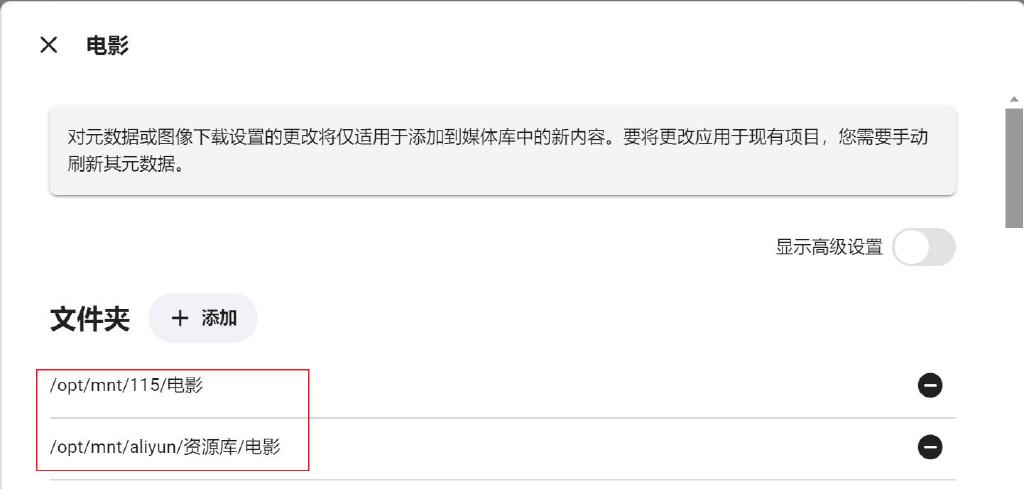 电影
对元数据或图像下载设置的更改将仅适用于添加到媒体库中的新内容。要将更改应用于现有项目，您需要手动
刷新其元数据。
显示高级设置
文件夹 + 添加
/opt/mnt/115/电影
/opt/mnt/aliyun/资源库/电影